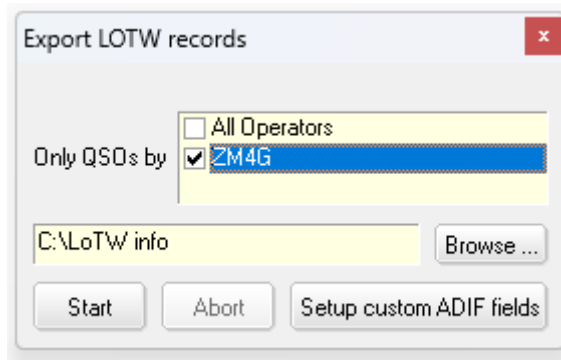 Export LOTW records
x
All Operators
Only QSOs by
ZM4G
C:\LoTW info
Browse ...
Start
Abort
Setup custom ADIF fields